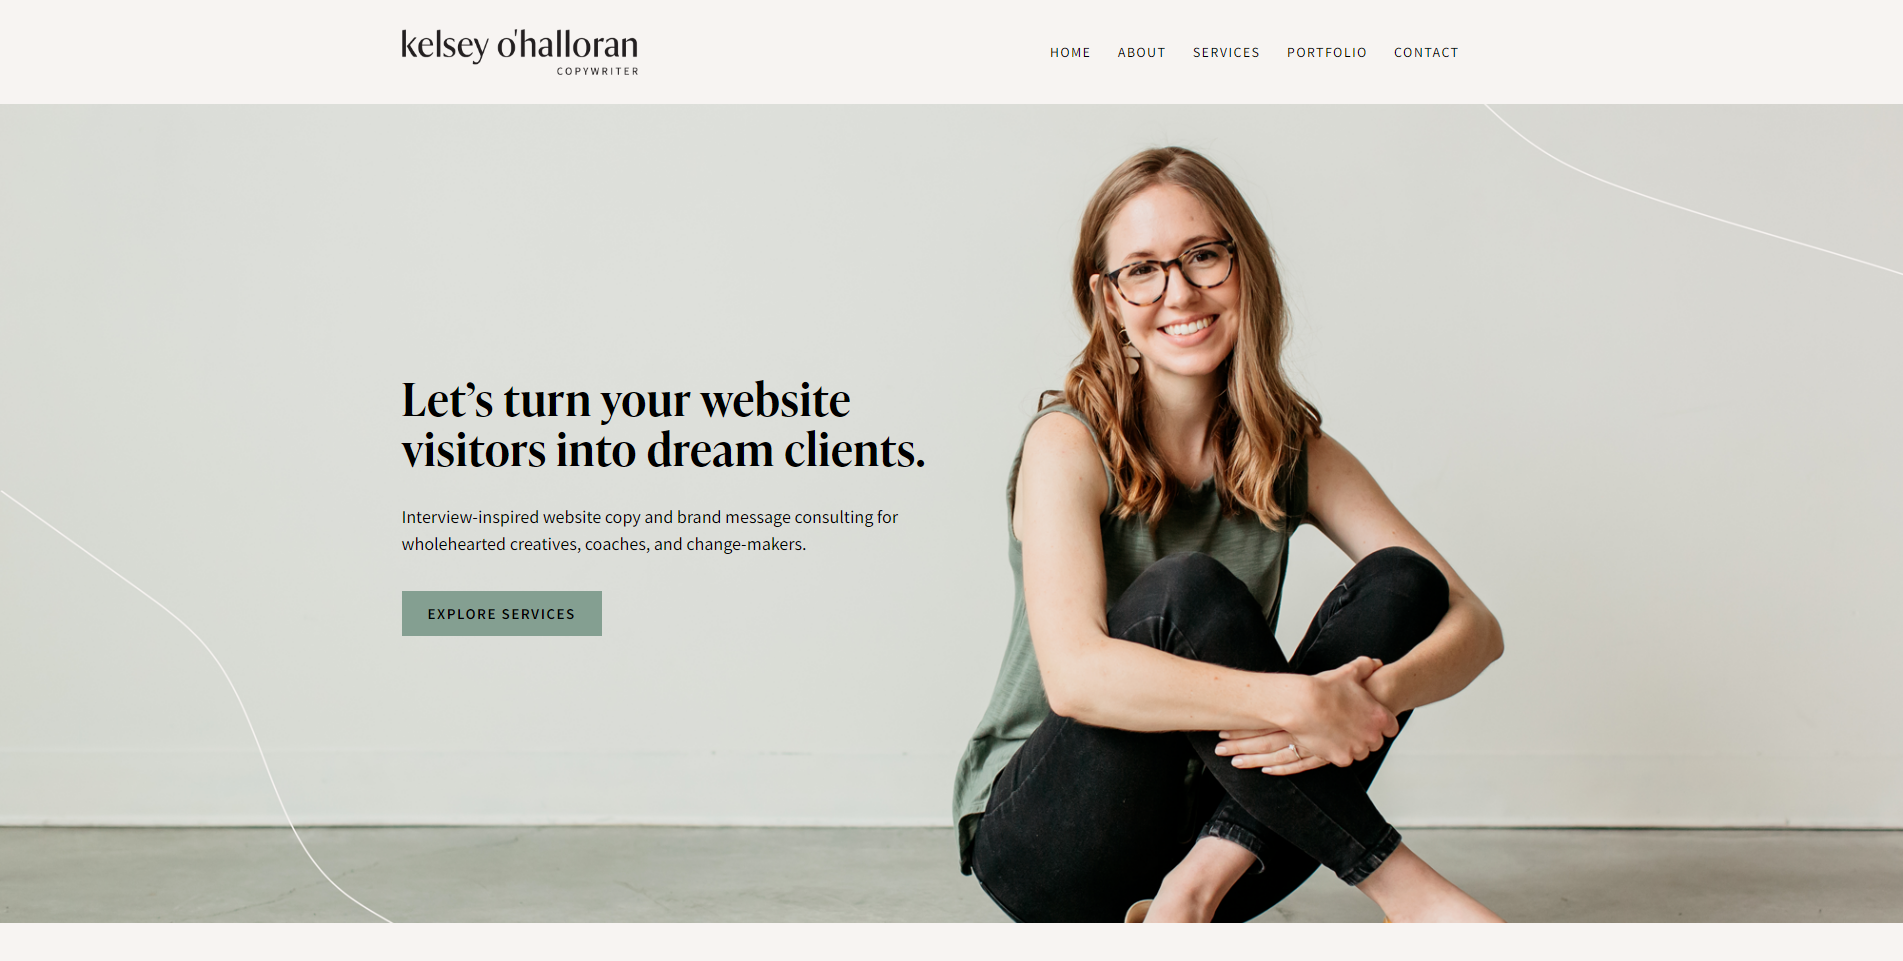 kelsey o'halloran
COPYWRITER
HOME ABOUT SERVICES PORTFOLIO CONTACT
Let’s turn your website
visitors into dream clients.
Interview-inspired website copy and brand message consulting for
wholehearted creatives, coaches, and change-makers.
EXPLORE SERVICES